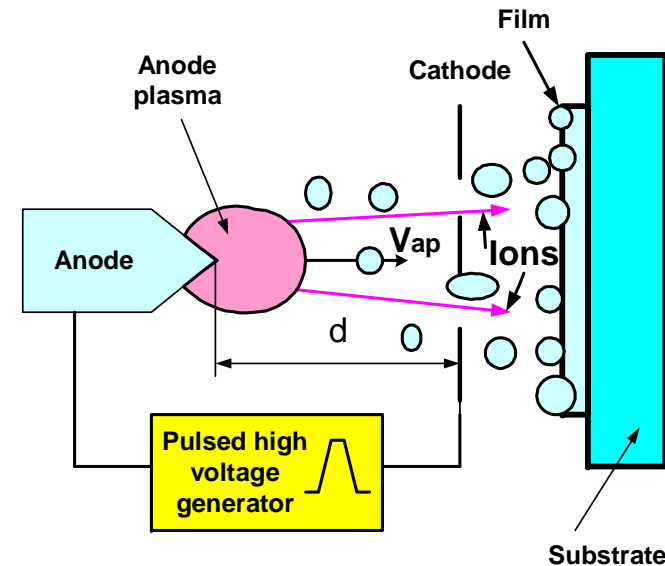 Film
Anode
plasma
Cathode
Anode
Vap
Ions
d
Pulsed high
voltage
generator
Substrate